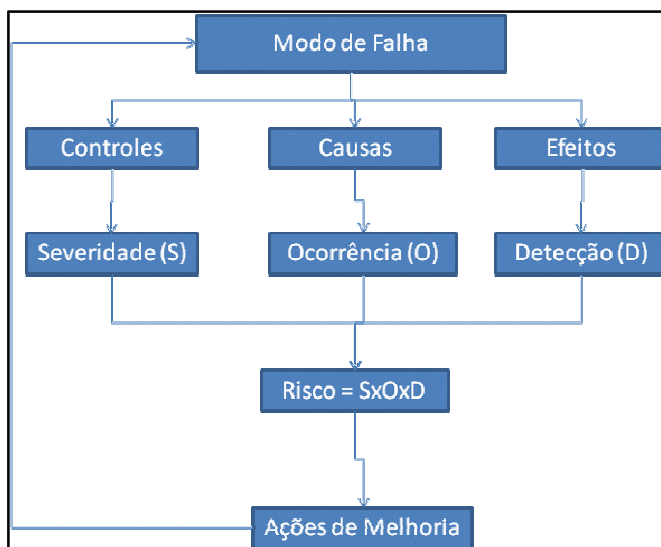 Modo de Falha
Controles
Causas
Efeitos
Severidade (S)
Ocorrência (O)
Detecção (D)
Risco = SxOxD
Ações de Melhoria